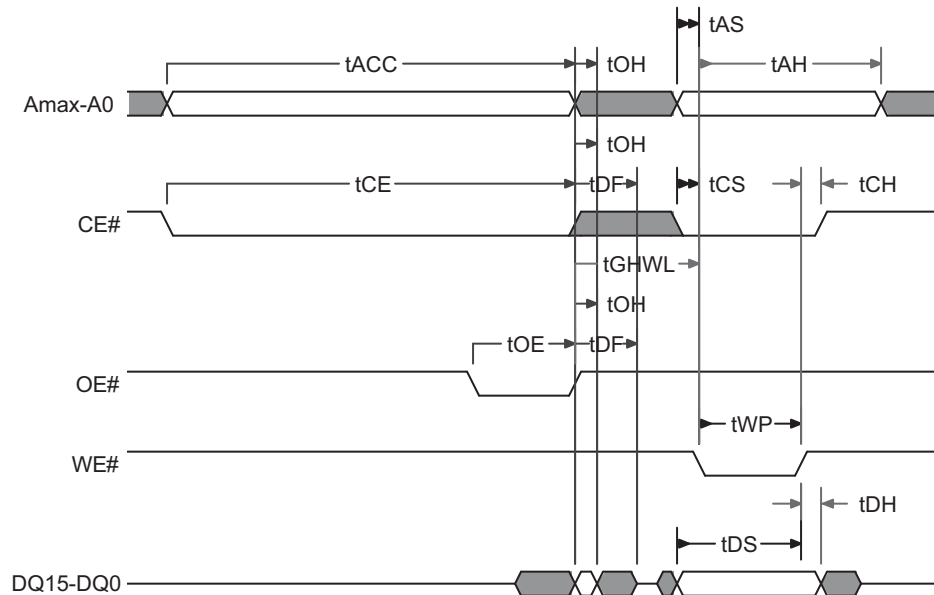 tAS
tACC
tOH
tAH
Amax-A0
tOH
tCE
tDF
tCS
tCH
CE#
tGHWL
tOH
tOE
tDF
OE#
tWP
WE#
tDH
tDS
DQ15-DQ0